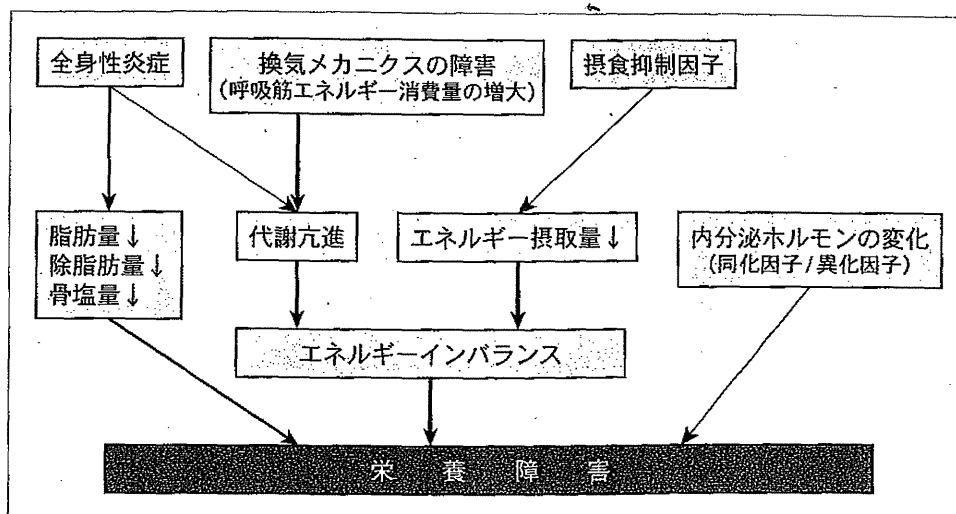 全身性炎症
換気メカニクスの障害
(呼吸筋エネルギー消費量の増大)
摂食抑制因子
脂肪量↓
除脂肪量↓
骨塩量↓
代謝亢進
エネルギー摂取量↓
内分泌ホルモンの変化
(同化因子/異化因子)
エネルギーインバランス
栄養障害